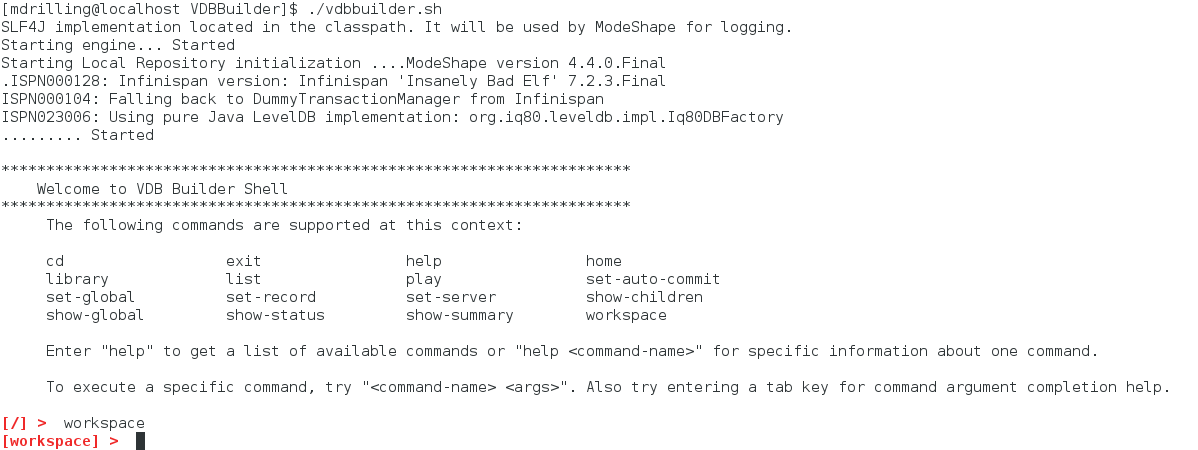 [mdrilling@localhost VDBBuilder]$ ./vdbbuilder.sh
SLF4J implementation located in the classpath. It will be used by ModeShape for logging.
Starting engine... Started
Starting Local Repository initialization ....ModeShape version 4.4.0.Final
.ISPN000128: Infinispan version: Infinispan 'Insanely Bad Elf' 7.2.3.Final
ISPN000104: Falling back to DummyTransactionManager from Infinispan
ISPN023006: Using pure Java LevelDB implementation: org.iq80.leveldb.impl.Iq80DBFactory
......... Started
**********************************************************************
Welcome to VDB Builder Shell
**********************************************************************
The following commands are supported at this context:
cd exit help home
library list play set-auto-commit
set-global set-record set-server show-children
show-global show-status show-summary workspace
Enter "help" to get a list of available commands or "help <command-name>" for specific information about one command.
To execute a specific command, try "<command-name> <args>". Also try entering a tab key for command argument completion help.
[/] > workspace
[workspace] >